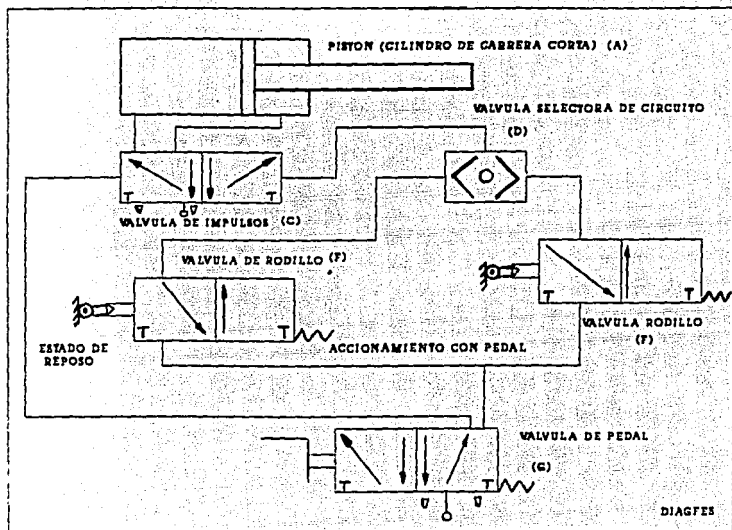 PISTON (CILINDRO DE CARRERA CORTA) (A)
VALVULA SELECTORA DE CIRCUITO
(D)
T T
VALVULA DE IMPULSOS (C)
VALVULA DE RODILLO (F)
T T
ESTADO DE
REPOSO
ACCIONAMIENTO CON PEDAL
T T
VALVULA RODILLO
(F)
VALVULA DE PEDAL
(G)
T T
DIAGFES